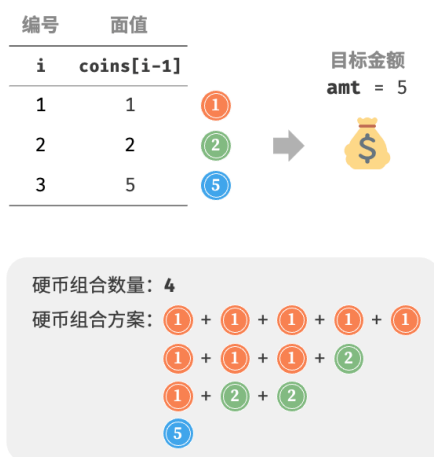 编号 面值
i coins[i-1]
1 1 1
2 2 2
3 5 5
目标金额
amt = 5
$
硬币组合数量：4
硬币组合方案：1 + 1 + 1 + 1 + 1
1 + 1 + 1 + 2
1 + 2 + 2
5